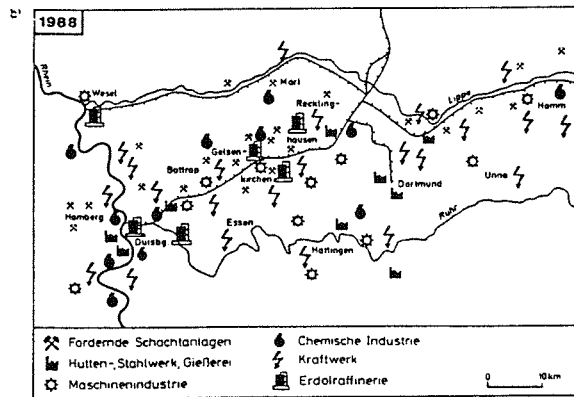 1988
Rhein
Wesel
Marl
Reckling-
hausen
Lippe
Hamm
Gelsen-
kirchen
Bottrop
Unna
Dortmund
Homberg
Duisbg.
Essen
Ruhr
Hattingen
Fördernde Schachtanlagen
Hütten-, Stahlwerk, Gießerei
Maschinenindustrie
Chemische Industrie
Kraftwerk
Erdölraffinerie
0 10km